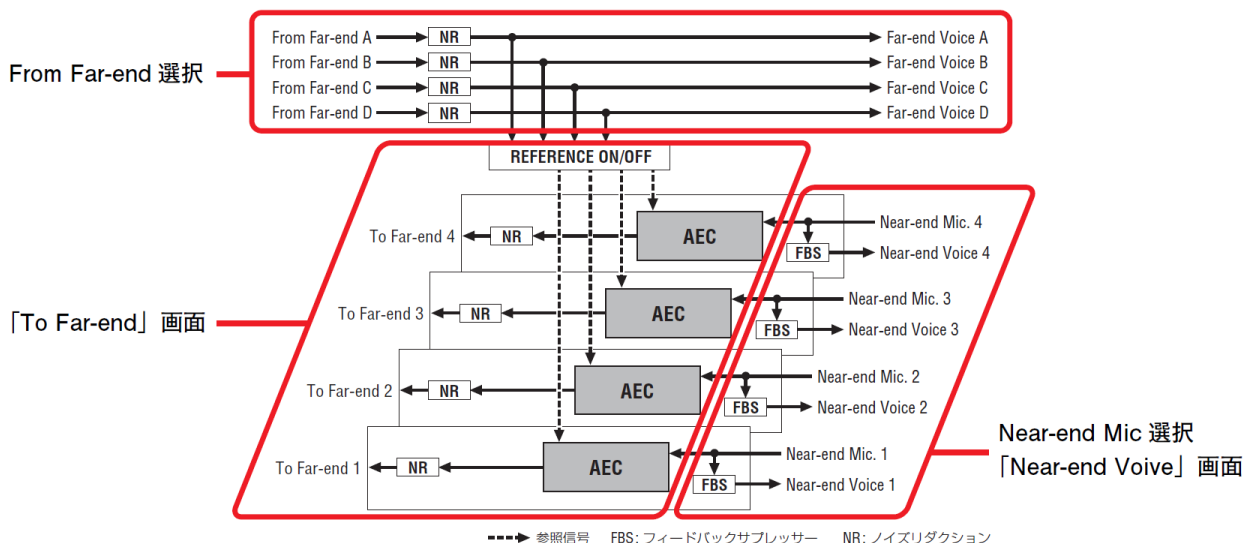 From Far-end 選択
From Far-end A NR Far-end Voice A
From Far-end B NR Far-end Voice B
From Far-end C NR Far-end Voice C
From Far-end D NR Far-end Voice D
REFERENCE ON/OFF
To Far-end 4 NR AEC Near-end Mic. 4
FBS Near-end Voice 4
「To Far-end」画面
To Far-end 3 NR AEC Near-end Mic. 3
FBS Near-end Voice 3
To Far-end 2 NR AEC Near-end Mic. 2
FBS Near-end Voice 2
To Far-end 1 NR AEC Near-end Mic. 1
FBS Near-end Voice 1
Near-end Mic 選択
「Near-end Voive」画面
参照信号 FBS: フィードバックサプレッサー NR: ノイズリダクション